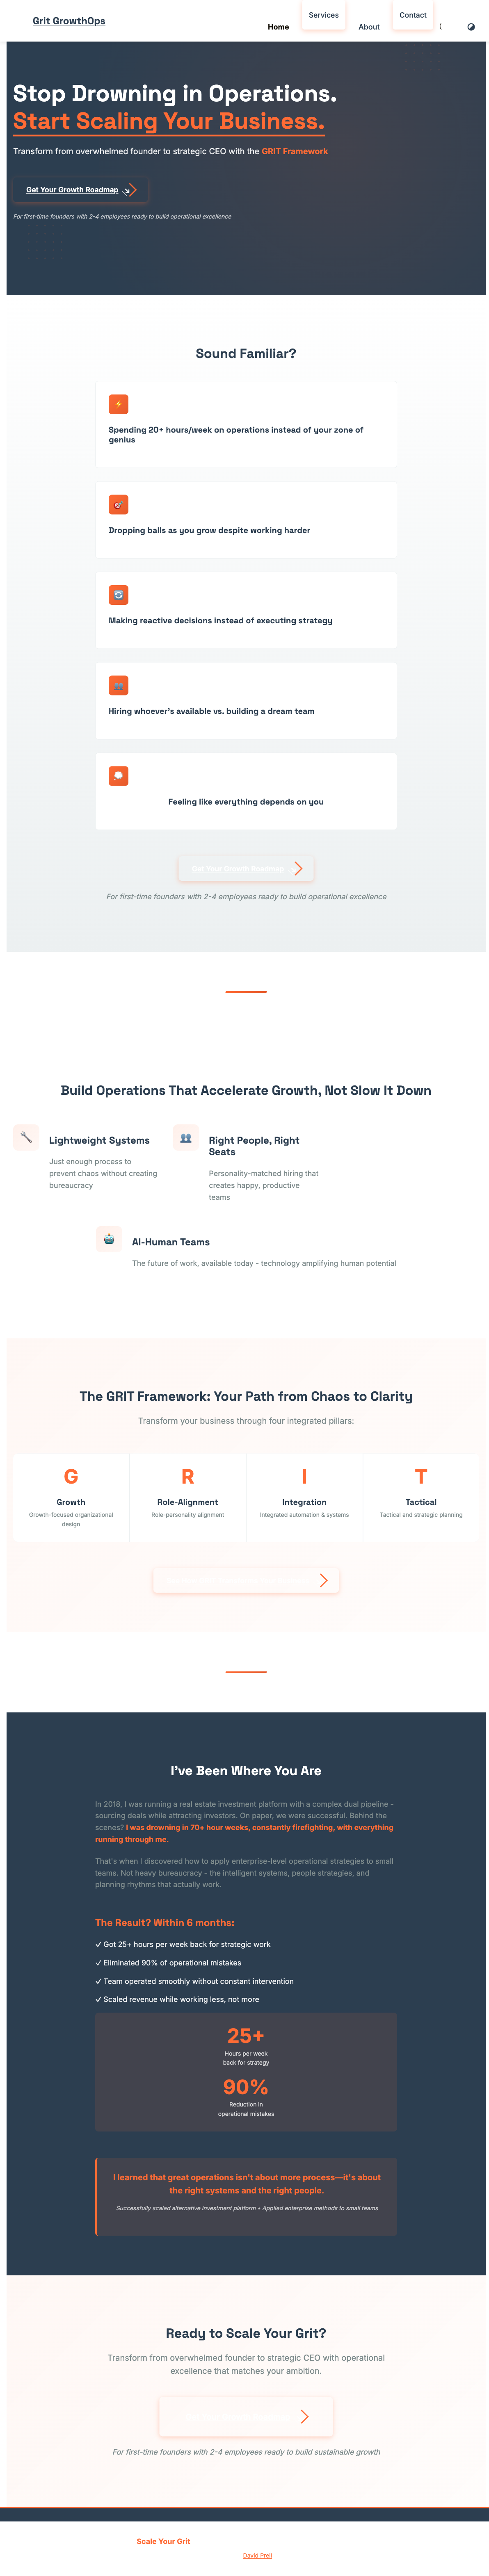 Grit GrowthOps
Home
Services
About
Contact
Stop Drowning in Operations.
Start Scaling Your Business.
Transform from overwhelmed founder to strategic CEO with the GRIT Framework
Get Your Growth Roadmap
For first-time founders with 2-4 employees ready to build operational excellence
Sound Familiar?
Spending 20+ hours/week on operations instead of your zone of
genius
Dropping balls as you grow despite working harder
Making reactive decisions instead of executing strategy
Hiring whoever's available vs. building a dream team
Feeling like everything depends on you
Get Your Growth Roadmap
For first-time founders with 2-4 employees ready to build operational excellence
Build Operations That Accelerate Growth, Not Slow It Down
Lightweight Systems
Just enough process to
prevent chaos without creating
bureaucracy
Right People, Right
Seats
Personality-matched hiring that
creates happy, productive
teams
AI-Human Teams
The future of work, available today - technology amplifying human potential
The GRIT Framework: Your Path from Chaos to Clarity
Transform your business through four integrated pillars:
G
Growth
Growth-focused organizational
design
R
Role-Alignment
Role-personality alignment
I
Integration
Integrated automation & systems
T
Tactical
Tactical and strategic planning
I've Been Where You Are
In 2018, I was running a real estate investment platform with a complex dual pipeline -
sourcing deals while attracting investors. On paper, we were successful. Behind the
scenes? I was drowning in 70+ hour weeks, constantly firefighting, with everything
running through me.
That's when I discovered how to apply enterprise-level operational strategies to small
teams. Not heavy bureaucracy - the intelligent systems, people strategies, and
planning rhythms that actually work.
The Result? Within 6 months:
✓ Got 25+ hours per week back for strategic work
✓ Eliminated 90% of operational mistakes
✓ Team operated smoothly without constant intervention
✓ Scaled revenue while working less, not more
25+
Hours per week
back for strategy
90%
Reduction in
operational mistakes
I learned that great operations isn't about more process—it's about
the right systems and the right people.
Successfully scaled alternative investment platform • Applied enterprise methods to small teams
Ready to Scale Your Grit?
Transform from overwhelmed founder to strategic CEO with operational
excellence that matches your ambition.
For first-time founders with 2-4 employees ready to build sustainable growth
Scale Your Grit
David Preil